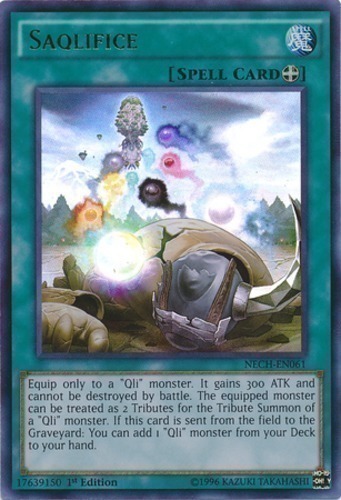 SAQLIFICE
魔
[SPELL CARD]
NECH-EN061
Equip only to a "Qli" monster. It gains 300 ATK and
cannot be destroyed by battle. The equipped monster
can be treated as 2 Tributes for the Tribute Summon of
a "Qli" monster. If this card is sent from the field to
the Graveyard: You can add 1 "Qli" monster from your Deck
to your hand.
17639150 1st Edition ©1996 KAZUKI TAKAHASHI